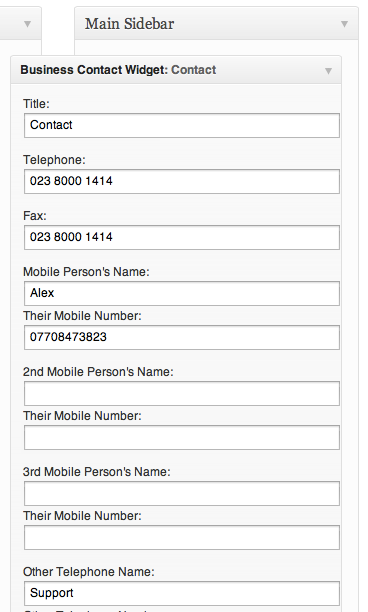 Main Sidebar
Business Contact Widget: Contact
Title:
Contact
Telephone:
023 8000 1414
Fax:
023 8000 1414
Mobile Person's Name:
Alex
Their Mobile Number:
07708473823
2nd Mobile Person's Name:
Their Mobile Number:
3rd Mobile Person's Name:
Their Mobile Number:
Other Telephone Name:
Support